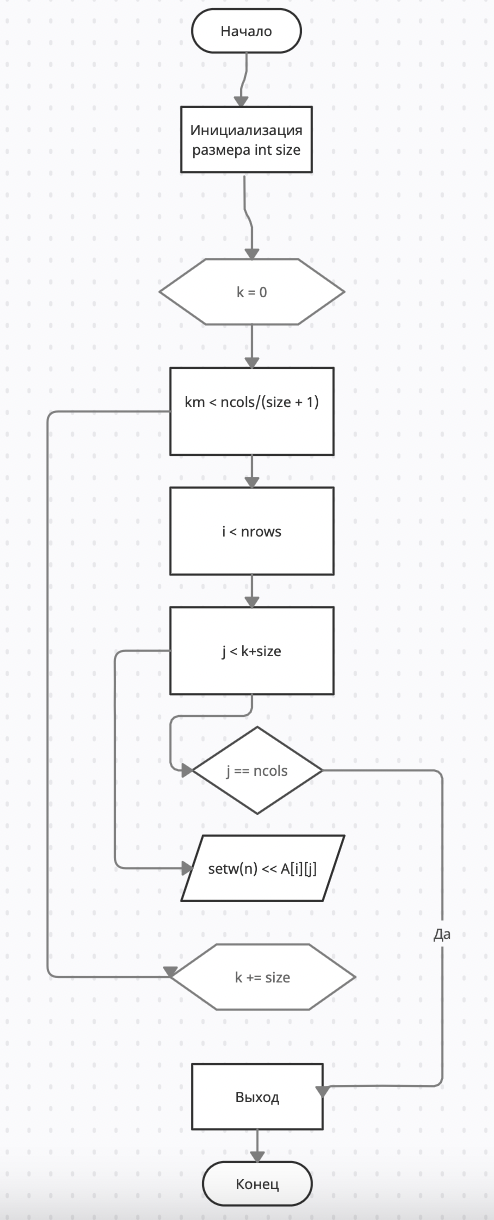 Начало
Инициализация
размера int size
k = 0
km < ncols/(size + 1)
i < nrows
j < k+size
j == ncols
setw(n) << A[i][j]
Да
k += size
Выход
Конец